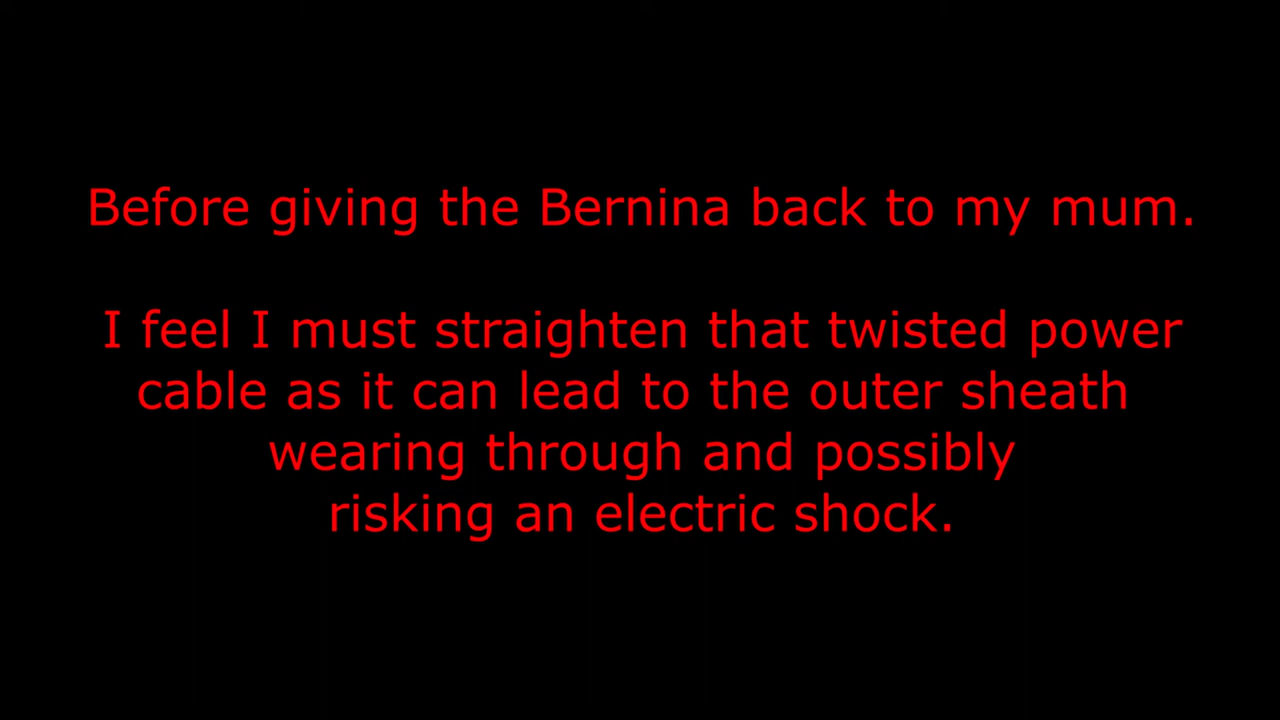 Before giving the Bernina back to my mum.
I feel I must straighten that twisted power
cable as it can lead to the outer sheath
wearing through and possibly
risking an electric shock.